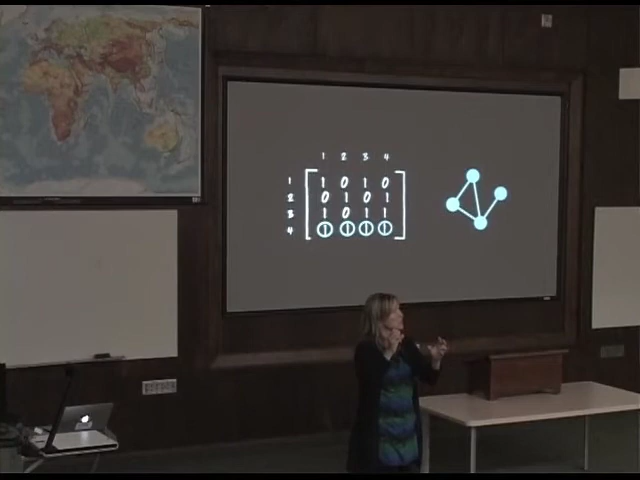 1 2 3 4
1 1 0 1 0
2 0 1 0 1
3 1 0 1 1
4 1 1 1 1